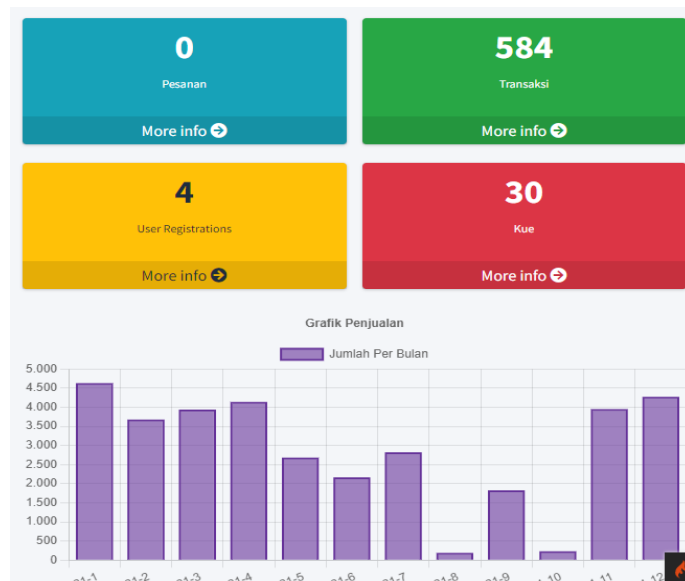 0
Pesanan
More info
584
Transaksi
More info
4
User Registrations
More info
30
Kue
More info
Grafik Penjualan
Jumlah Per Bulan
5.000
4.500
4.000
3.500
3.000
2.500
2.000
1.500
1.000
500
0